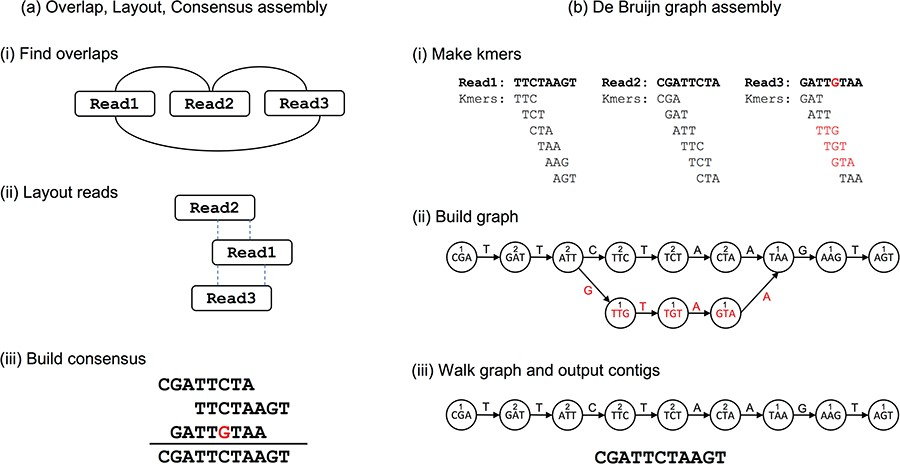 (a) Overlap, Layout, Consensus assembly
(i) Find overlaps
Read1 Read2 Read3
(ii) Layout reads
Read2
Read1
Read3
(iii) Build consensus
CGATTCTA
TTCTAAGT
GATTGTAA
CGATTCTAAGT
(b) De Bruijn graph assembly
(i) Make kmers
Read1: TTCTAAGT Read2: CGATTCTA Read3: GATTGTAA
Kmers: TTC Kmers: CGA Kmers: GAT
TCT GAT ATT
CTA ATT TTG
TAA TTC TGT
AAG TCT GTA
AGT CTA TAA
(ii) Build graph
T T C T A A G T
1 2 2 2 2 2 1 1 1
CGA GAT ATT TTC TCT CTA TAA AAG AGT
G T A A
1 1 1
TTG TGT GTA
(iii) Walk graph and output contigs
T T C T A A G T
1 2 2 2 2 2 1 1 1
CGA GAT ATT TTC TCT CTA TAA AAG AGT
CGATTCTAAGT